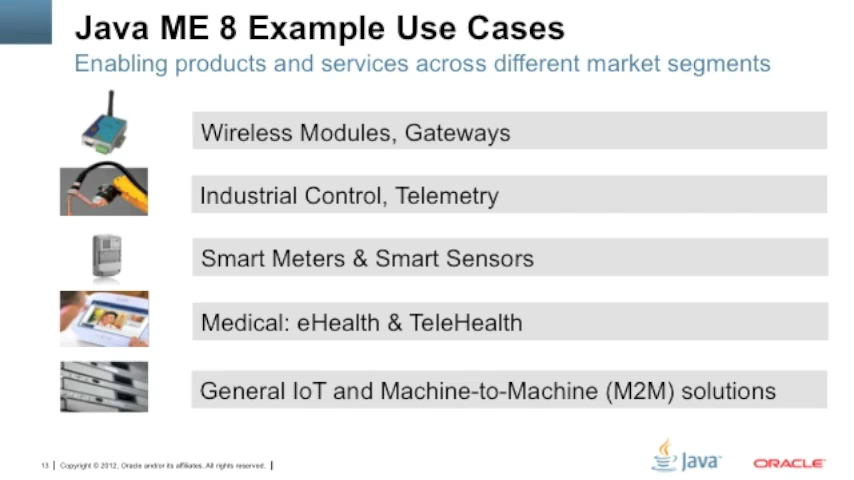 Java ME 8 Example Use Cases
Enabling products and services across different market segments
Wireless Modules, Gateways
Industrial Control, Telemetry
Smart Meters & Smart Sensors
Medical: eHealth & TeleHealth
General IoT and Machine-to-Machine (M2M) solutions
13 | Copyright © 2012, Oracle and/or its affiliates. All rights reserved. |
Java
ORACLE